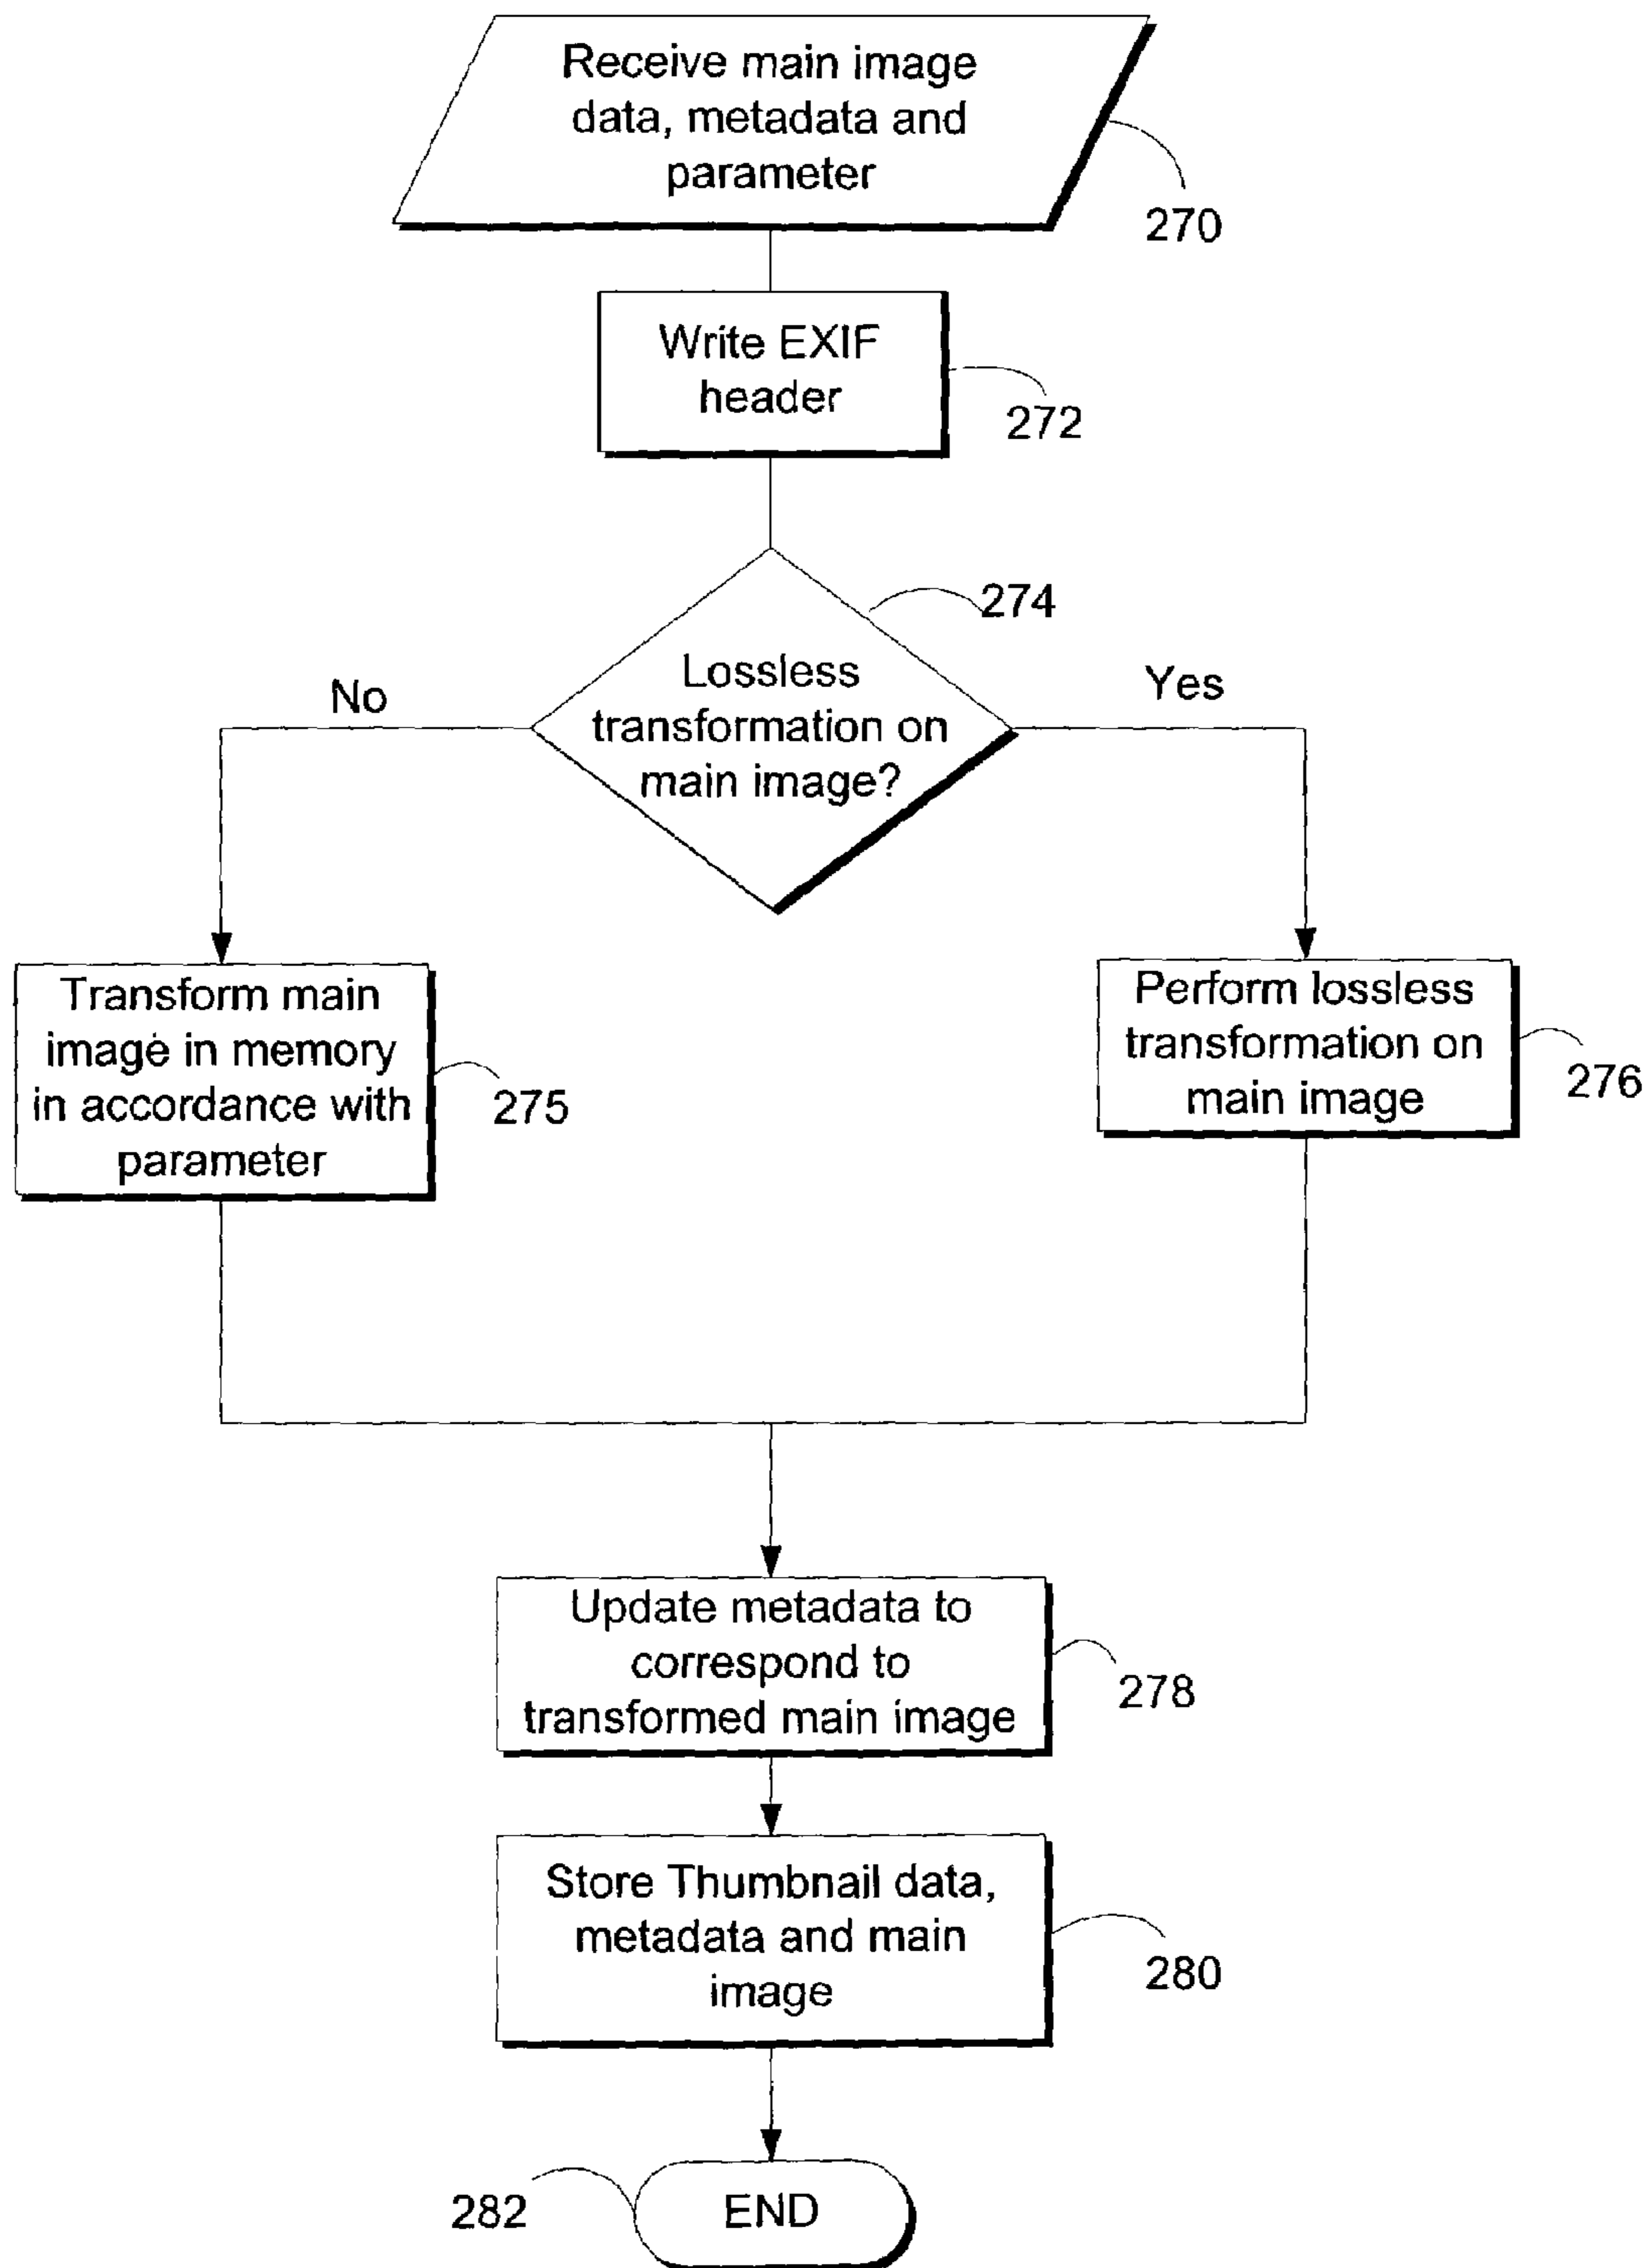 Receive main image
data, metadata and
parameter
270
Write EXIF
header
272
274
Lossless
transformation on
main image?
No
Yes
Transform main
image in memory
in accordance with
parameter
275
Perform lossless
transformation on
main image
276
Update metadata to
correspond to
transformed main image
278
Store Thumbnail data,
metadata and main
image
280
282
END